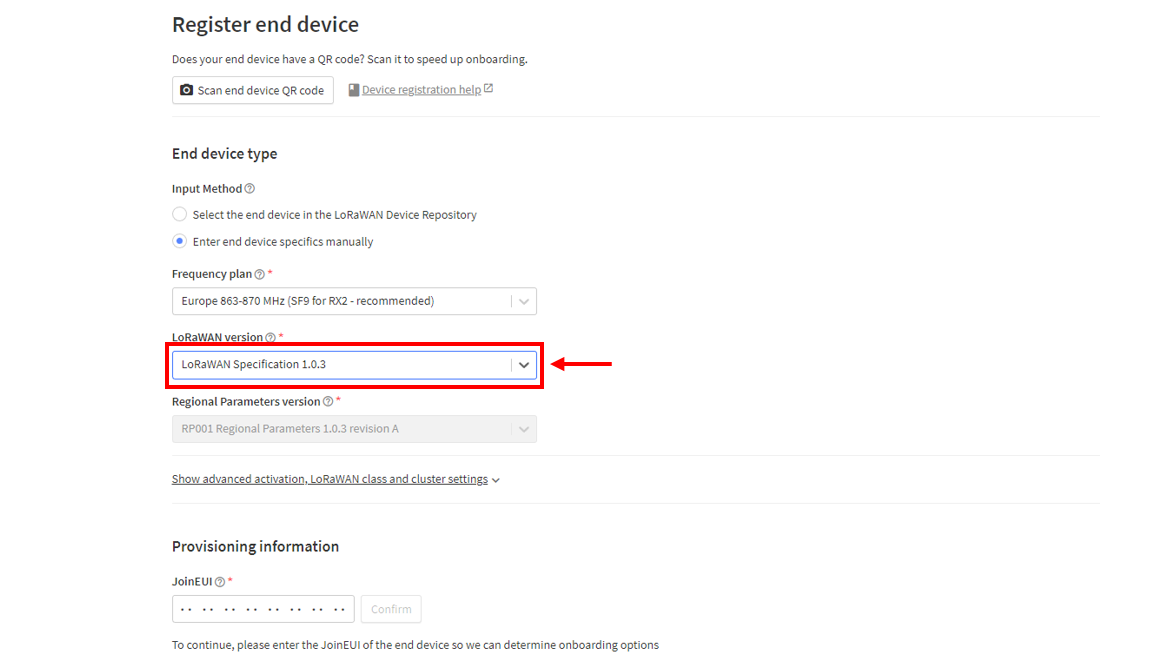 Register end device
Does your end device have a QR code? Scan it to speed up onboarding.
Scan end device QR code
Device registration help
End device type
Input Method
Select the end device in the LoRaWAN Device Repository
Enter end device specifics manually
Frequency plan *
Europe 863-870 MHz (SF9 for RX2 - recommended)
LoRaWAN version *
LoRaWAN Specification 1.0.3
Regional Parameters version *
RP001 Regional Parameters 1.0.3 revision A
Show advanced activation, LoRaWAN class and cluster settings
Provisioning information
JoinEUI *
·· ·· ·· ·· ·· ·· ·· ··
Confirm
To continue, please enter the JoinEUI of the end device so we can determine onboarding options